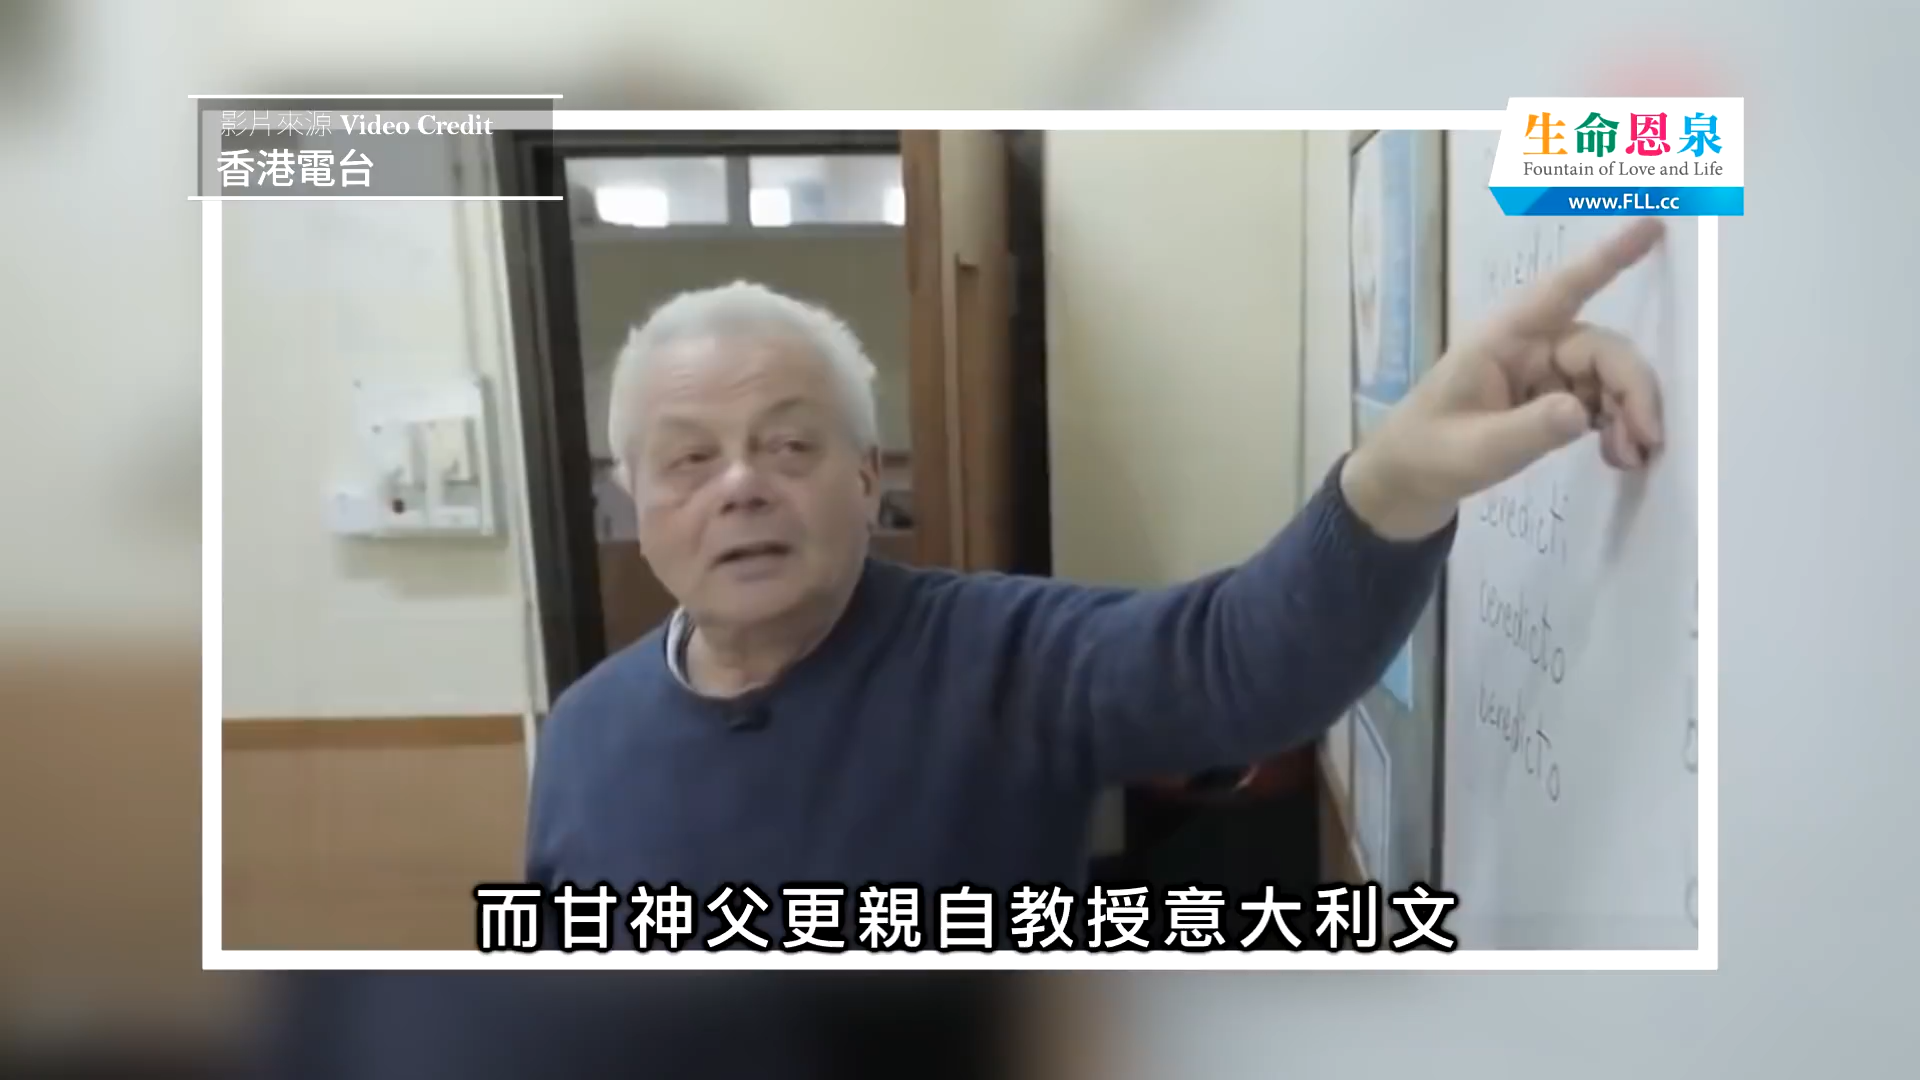 影片來源 Video Credit
香港電台
生命恩泉
Fountain of Love and Life
www.FLL.cc
benedicti
benedicto
benedicto
而甘神父更親自教授意大利文